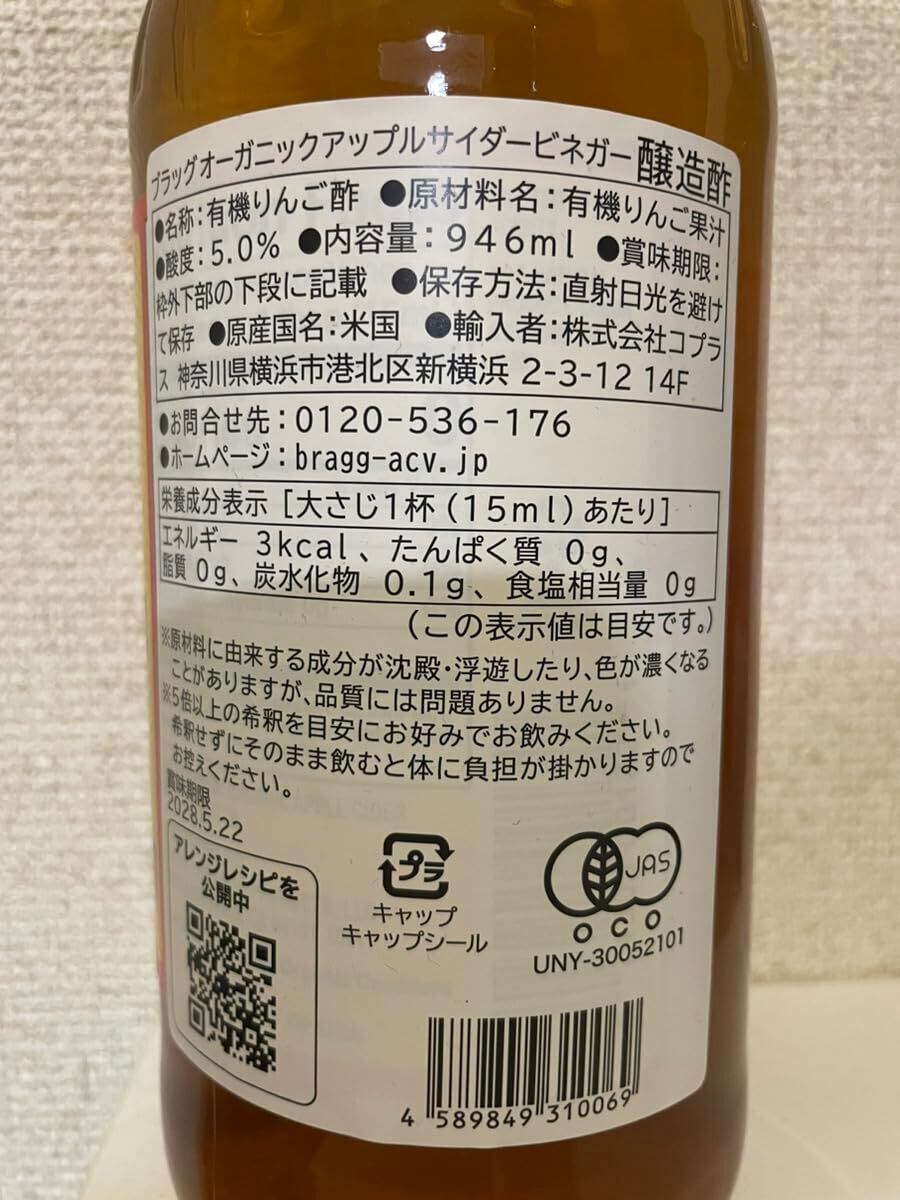 ブラッグオーガニックアップルサイダービネガー 醸造酢
●名称:有機りんご酢 ●原材料名:有機りんご果汁
●酸度:5.0% ●内容量:946ml ●賞味期限:
枠外下部の下段に記載 ●保存方法:直射日光を避け
て保存 ●原産国名:米国 ●輸入者:株式会社コプラ
ス 神奈川県横浜市港北区新横浜 2-3-12 14F
●お問合せ先:0120-536-176
●ホームページ:bragg-acv.jp
栄養成分表示 [大さじ1杯(15ml)あたり]
エネルギー 3kcal、たんぱく質 0g、
脂質 0g、炭水化物 0.1g、食塩相当量 0g
(この表示値は目安です。)
※原材料に由来する成分が沈殿・浮遊したり、色が濃くなる
ことがありますが、品質には問題ありません。
※5倍以上の希釈を目安にお好みでお飲みください。
希釈せずにそのまま飲むと体に負担が掛かりますので
お控えください。
賞味期限
2028.5.22
アレンジレシピを
公開中
プラ
キャップ
キャップシール
JAS
OCO
UNY-30052101
4 589849 310069